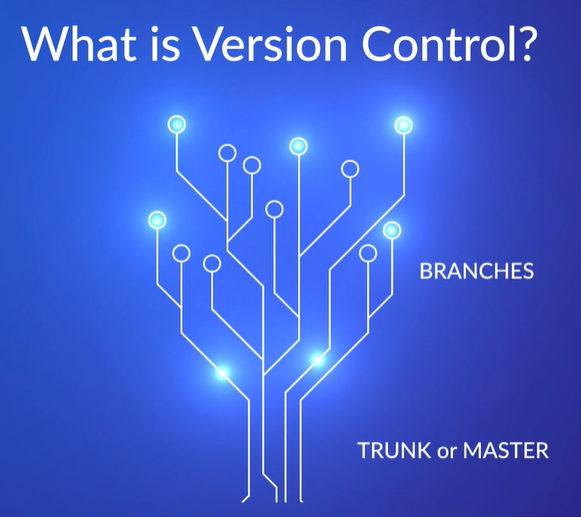 What is Version Control?
BRANCHES
TRUNK or MASTER